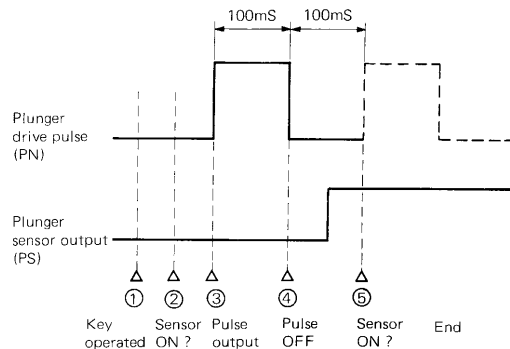 100mS 100mS
Plunger
drive pulse
(PN)
Plunger
sensor output
(PS)
① ② ③ ④ ⑤
Key Sensor Pulse Pulse Sensor End
operated ON ? output OFF ON ?